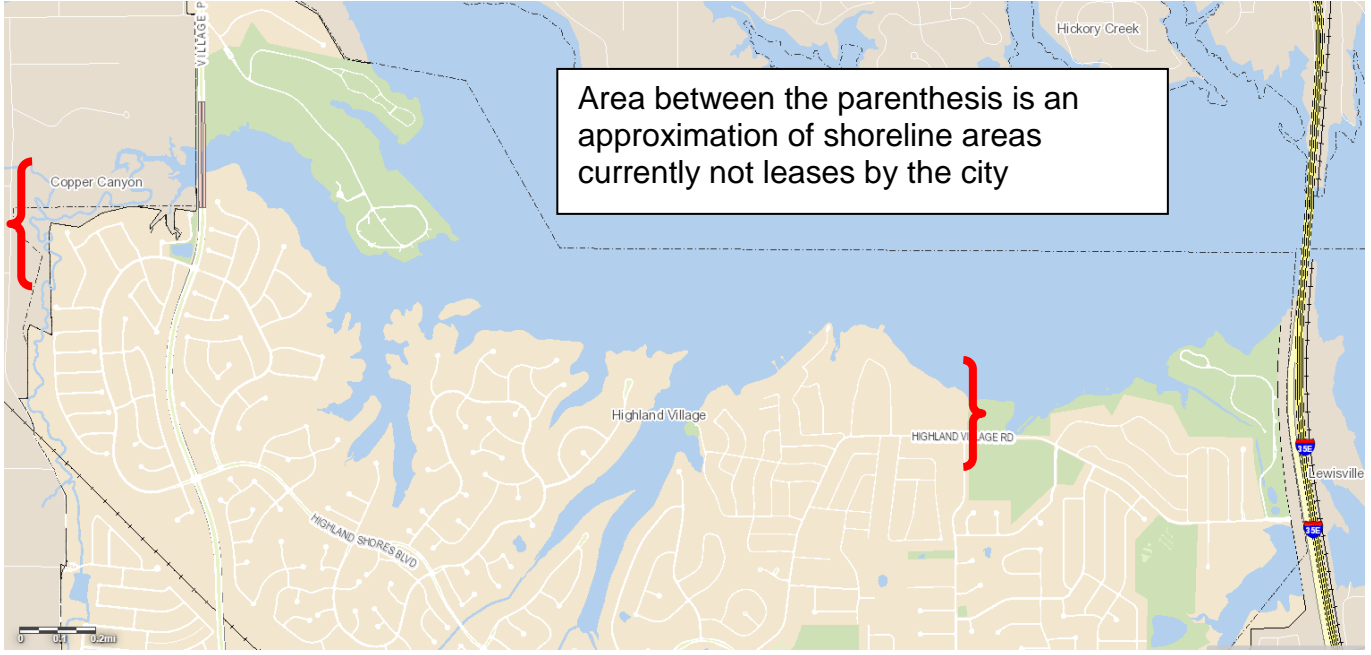 VILLAGE P
Hickory Creek
Area between the parenthesis is an
approximation of shoreline areas
currently not leases by the city
Copper Canyon
Highland Village
HIGHLAND VILLAGE RD
35E
Lewisville
HIGHLAND SHORES BLVD
35E
0 0.1 0.2mi